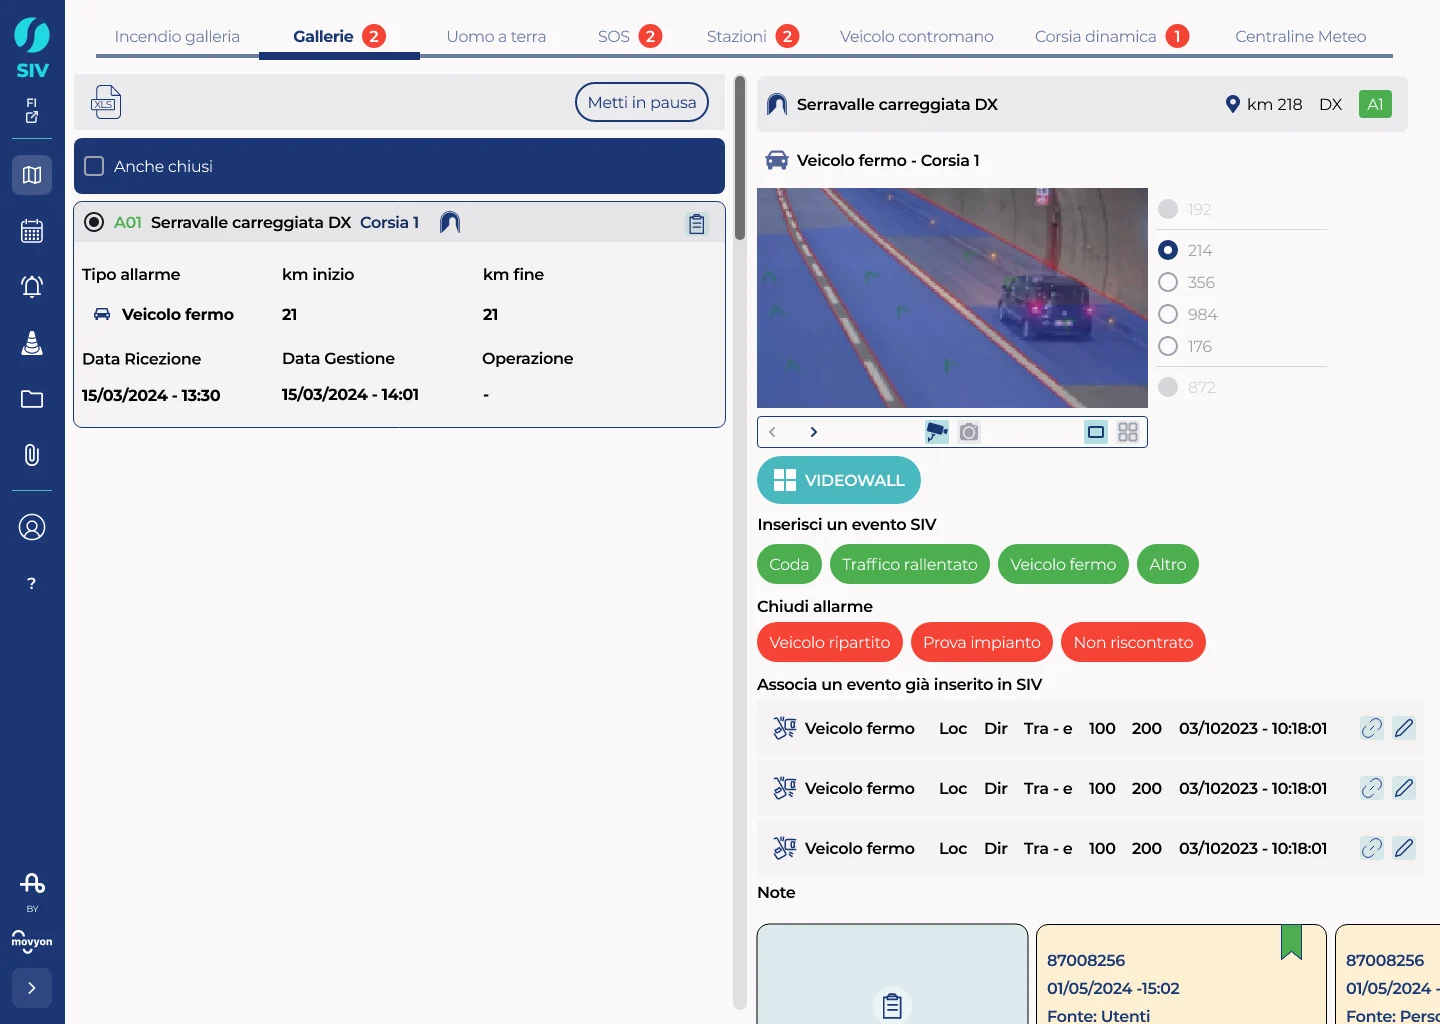 SIV
FI
BY
movyon
?
Incendio galleria
Gallerie 2
Uomo a terra
SOS 2
Stazioni 2
Veicolo contromano
Corsia dinamica 1
Centraline Meteo
XLS
Metti in pausa
Anche chiusi
A01 Serravalle carreggiata DX Corsia 1
Tipo allarme km inizio km fine
Veicolo fermo 21 21
Data Ricezione Data Gestione Operazione
15/03/2024 - 13:30 15/03/2024 - 14:01 -
Serravalle carreggiata DX km 218 DX A1
Veicolo fermo - Corsia 1
192
214
356
984
176
872
VIDEOWALL
Inserisci un evento SIV
Coda Traffico rallentato Veicolo fermo Altro
Chiudi allarme
Veicolo ripartito Prova impianto Non riscontrato
Associa un evento già inserito in SIV
Veicolo fermo Loc Dir Tra - e 100 200 03/102023 - 10:18:01
Veicolo fermo Loc Dir Tra - e 100 200 03/102023 - 10:18:01
Veicolo fermo Loc Dir Tra - e 100 200 03/102023 - 10:18:01
Note
87008256
01/05/2024 -15:02
Fonte: Utenti
87008256
01/05/2024 -
Fonte: Perso